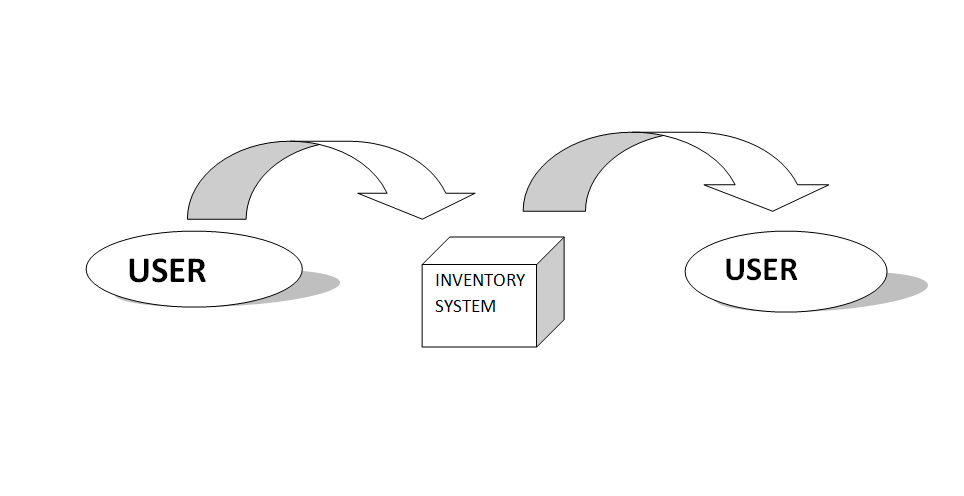 USER
INVENTORY
SYSTEM
USER